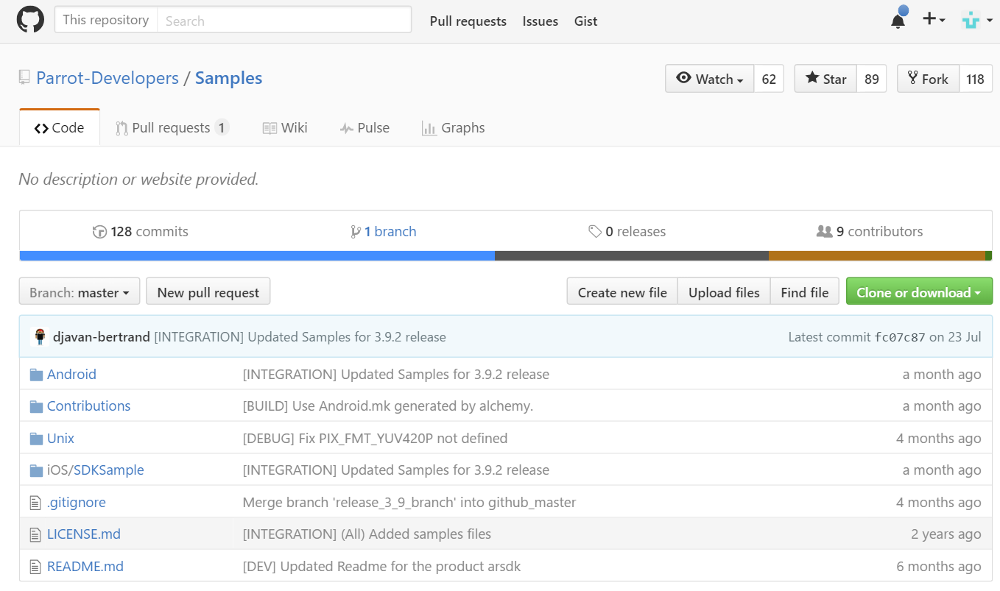 This repository Search Pull requests Issues Gist
Parrot-Developers / Samples Watch 62 Star 89 Fork 118
Code Pull requests 1 Wiki Pulse Graphs
No description or website provided.
128 commits 1 branch 0 releases 9 contributors
Branch: master New pull request Create new file Upload files Find file Clone or download
djavan-bertrand [INTEGRATION] Updated Samples for 3.9.2 release Latest commit fc07c87 on 23 Jul
Android [INTEGRATION] Updated Samples for 3.9.2 release a month ago
Contributions [BUILD] Use Android.mk generated by alchemy. a month ago
Unix [DEBUG] Fix PIX_FMT_YUV420P not defined 4 months ago
iOS/SDKSample [INTEGRATION] Updated Samples for 3.9.2 release a month ago
.gitignore Merge branch 'release_3_9_branch' into github_master 4 months ago
LICENSE.md [INTEGRATION] (All) Added samples files 2 years ago
README.md [DEV] Updated Readme for the product arsdk 6 months ago